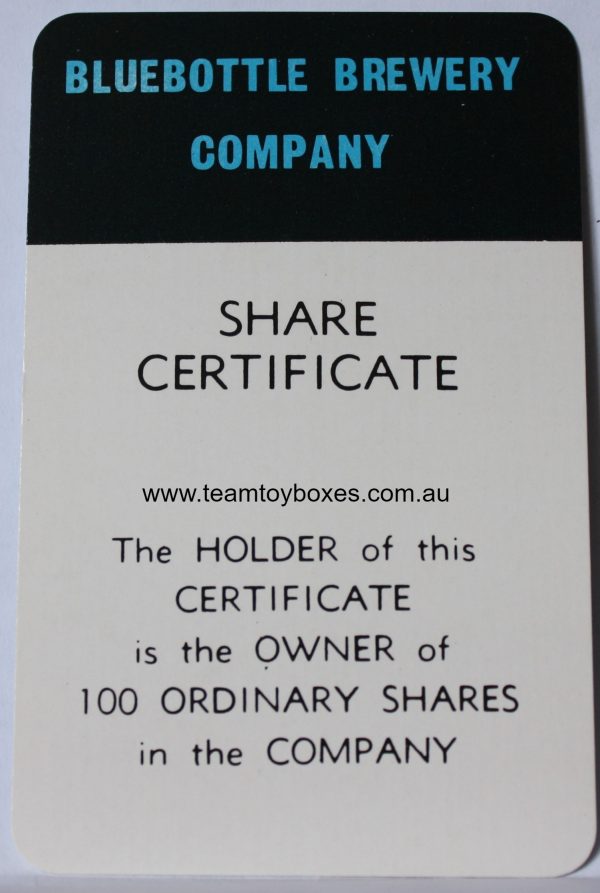 BLUEBOTTLE BREWERY
COMPANY
SHARE
CERTIFICATE
www.teamtoyboxes.com.au
The HOLDER of this
CERTIFICATE
is the OWNER of
100 ORDINARY SHARES
in the COMPANY